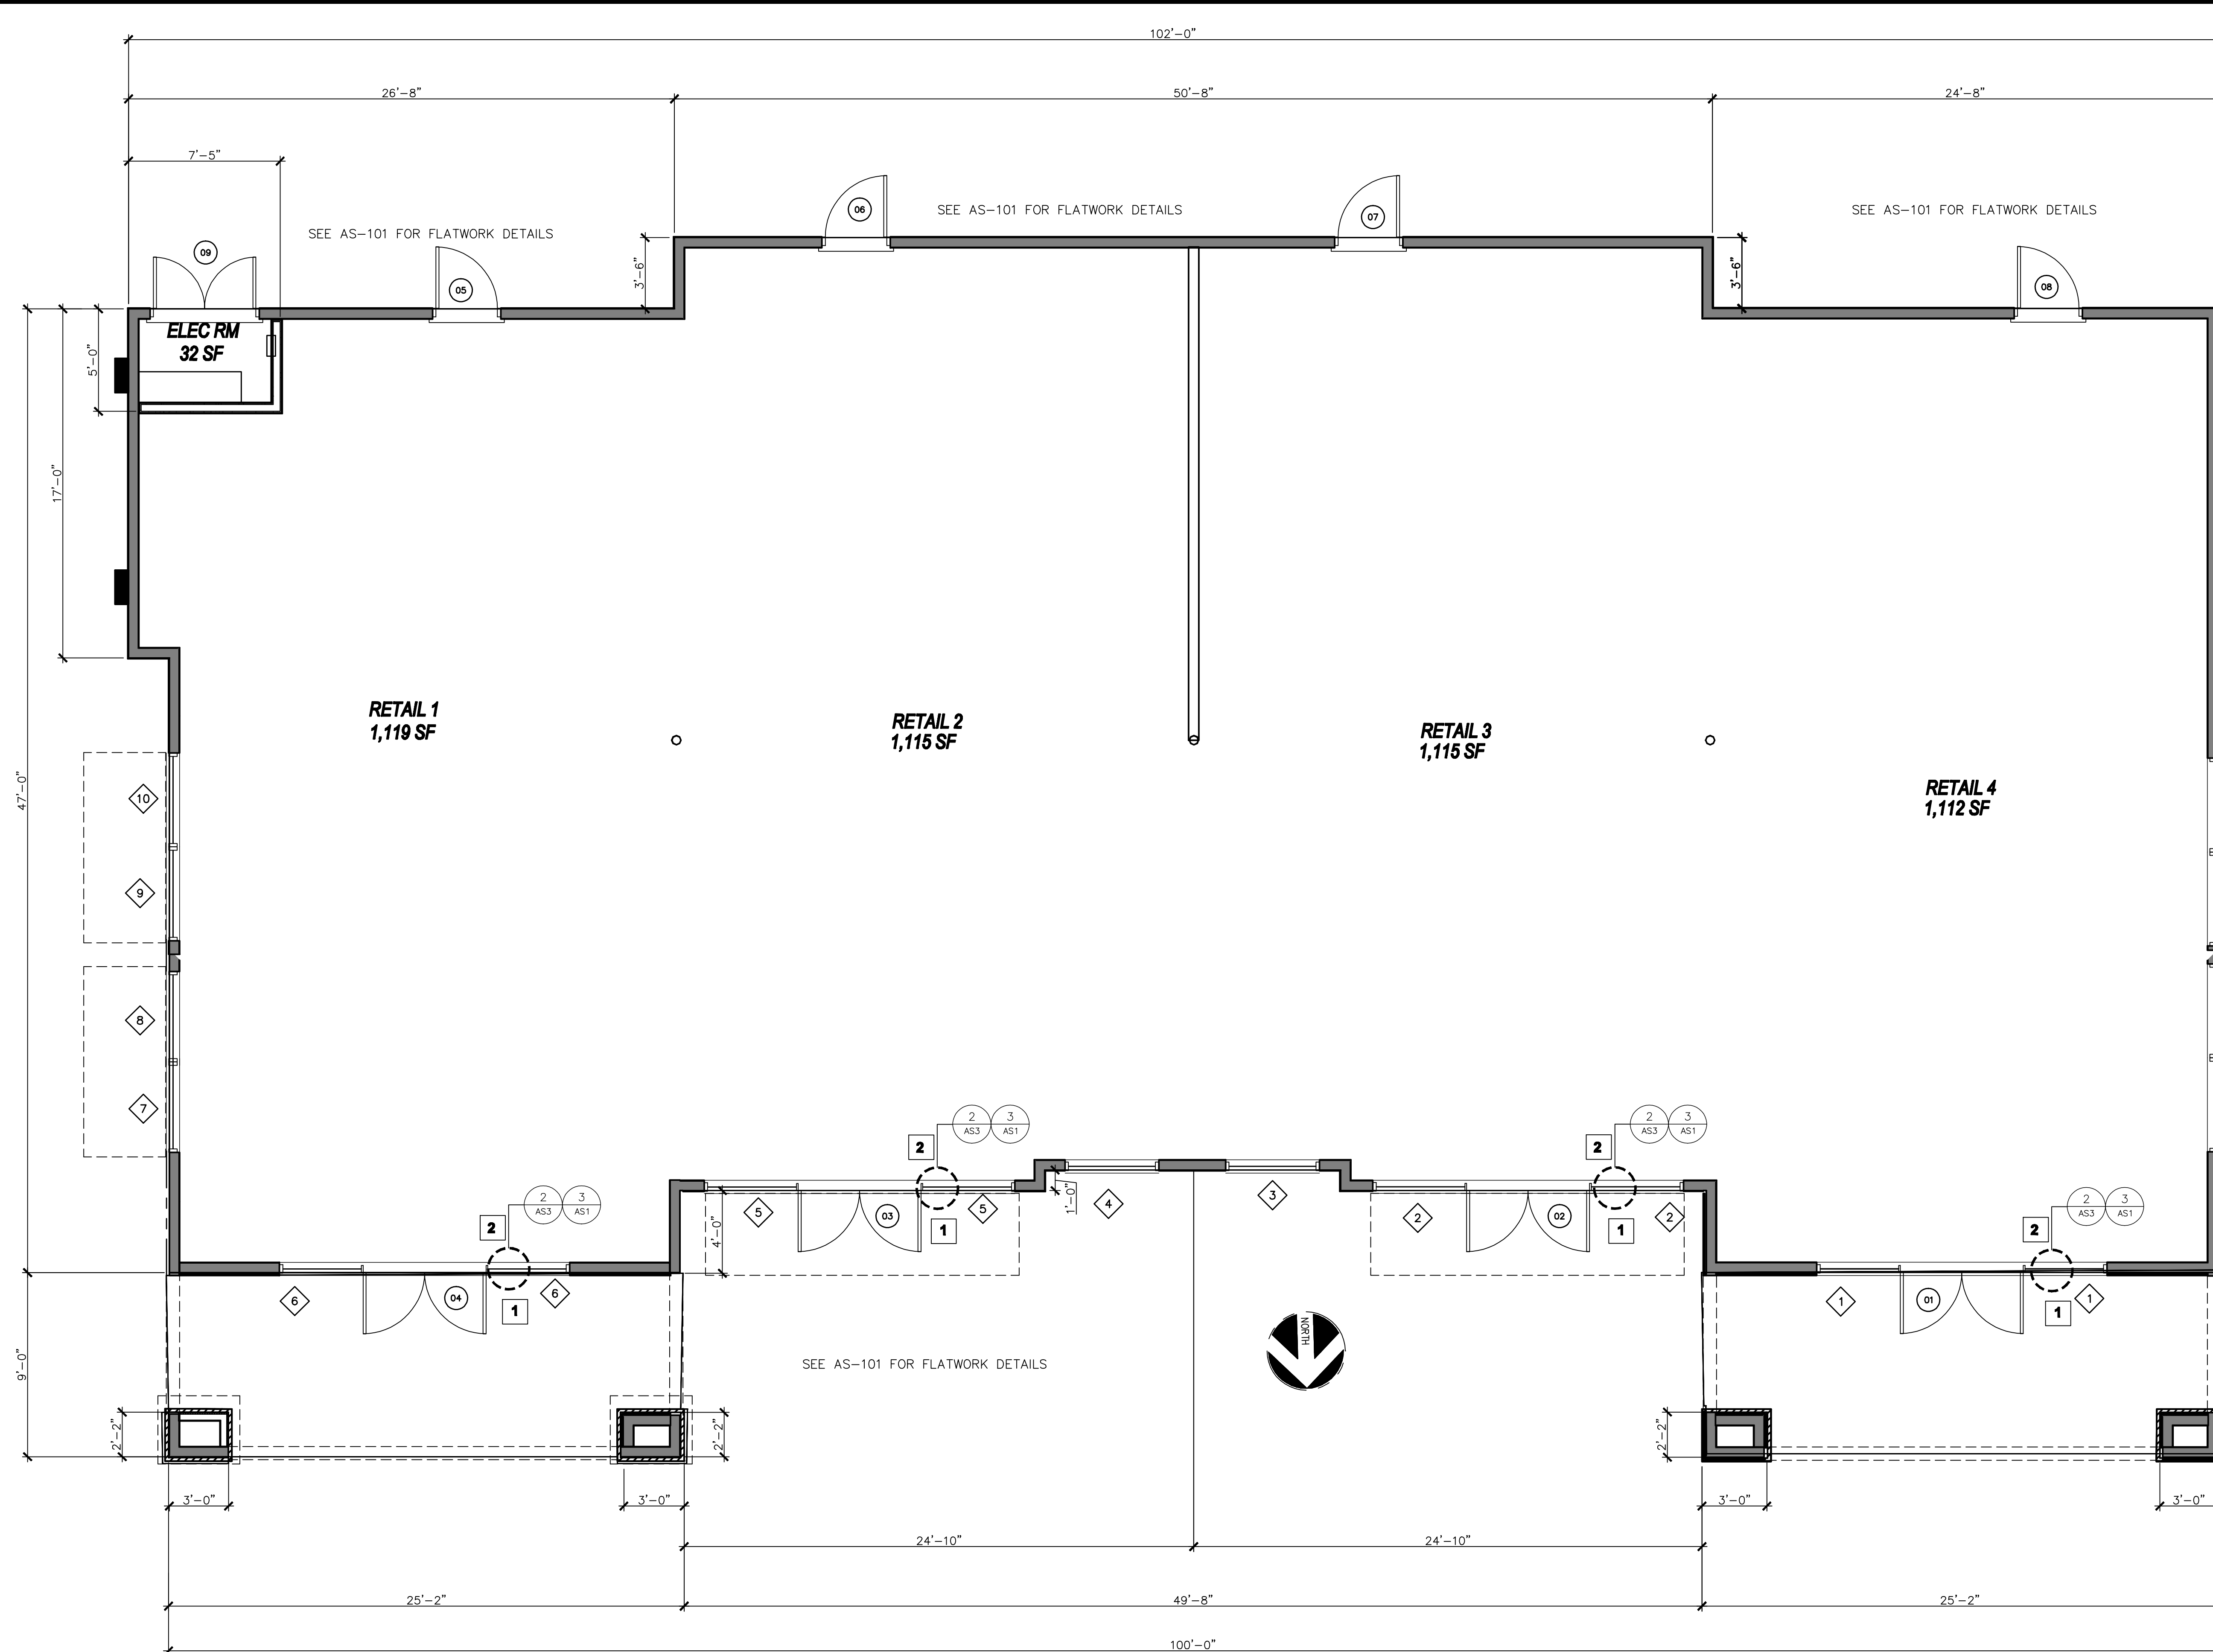 102'-0"
26'-8"
50'-8"
24'-8"
7'-5"
SEE AS-101 FOR FLATWORK DETAILS
SEE AS-101 FOR FLATWORK DETAILS
SEE AS-101 FOR FLATWORK DETAILS
06
07
09
05
08
3'-6"
3'-6"
ELEC RM
32 SF
5'-0"
17'-0"
47'-0"
RETAIL 1
1,119 SF
RETAIL 2
1,115 SF
RETAIL 3
1,115 SF
RETAIL 4
1,112 SF
10
9
8
7
2
AS3
3
AS1
2
2
AS3
3
AS1
2
2
AS3
3
AS1
2
2
AS3
3
AS1
2
5
03
5
1
4'-0"
1'-0"
4
3
2
02
2
1
6
04
6
1
1
01
1
1
NORTH
SEE AS-101 FOR FLATWORK DETAILS
9'-0"
2'-2"
2'-2"
2'-2"
3'-0"
3'-0"
3'-0"
3'-0"
24'-10"
24'-10"
25'-2"
49'-8"
25'-2"
100'-0"